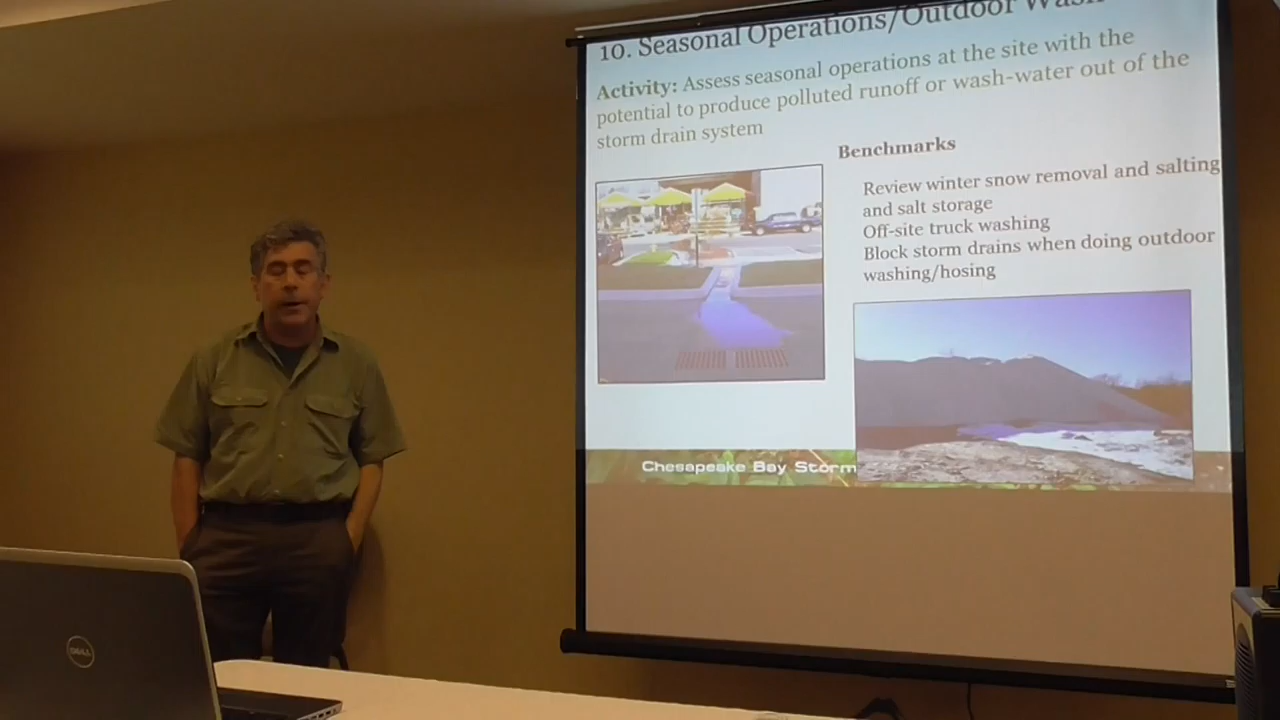 10. Seasonal Operations/Outdoor Wash
Activity: Assess seasonal operations at the site with the
potential to produce polluted runoff or wash-water out of the
storm drain system
Benchmarks
Review winter snow removal and salting
and salt storage
Off-site truck washing
Block storm drains when doing outdoor
washing/hosing
Chesapeake Bay Storm
DELL